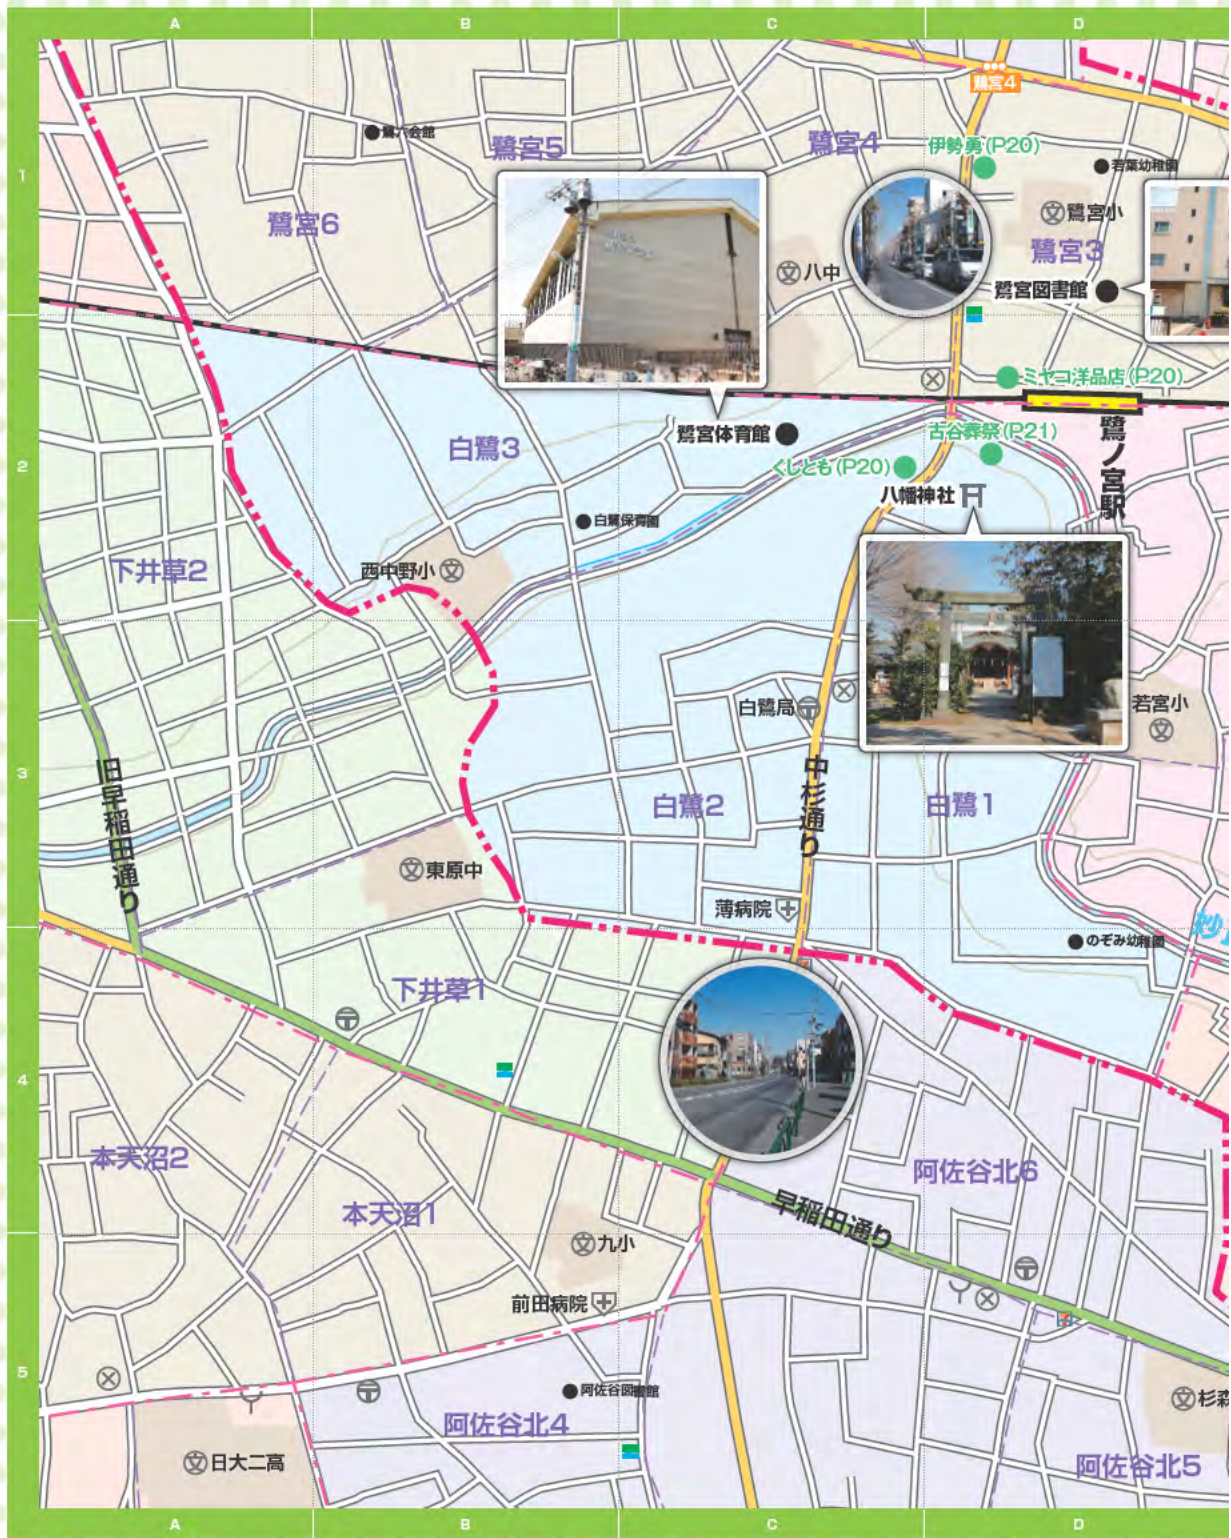 A B C D
鷺宮4
鷺六会館
鷺宮5
鷺宮4
伊勢勇(P20)
若葉幼稚園
1
鷺宮6
鷺宮小
鷺宮3
八中
鷺宮図書館
ミヤコ洋品店(P20)
鷺宮体育館
古谷葬祭(P21)
鷺ノ宮駅
2
白鷺3
くしとも(P20)
八幡神社
白鷺保育園
下井草2
西中野小
白鷺局
若宮小
3
旧早稲田通り
中杉通り
白鷺2
白鷺1
東原中
薄病院
のぞみ幼稚園
妙
下井草1
4
本天沼2
阿佐谷北6
本天沼1
早稲田通り
九小
前田病院
5
阿佐谷図書館
杉森
阿佐谷北4
日大二高
阿佐谷北5
A B C D